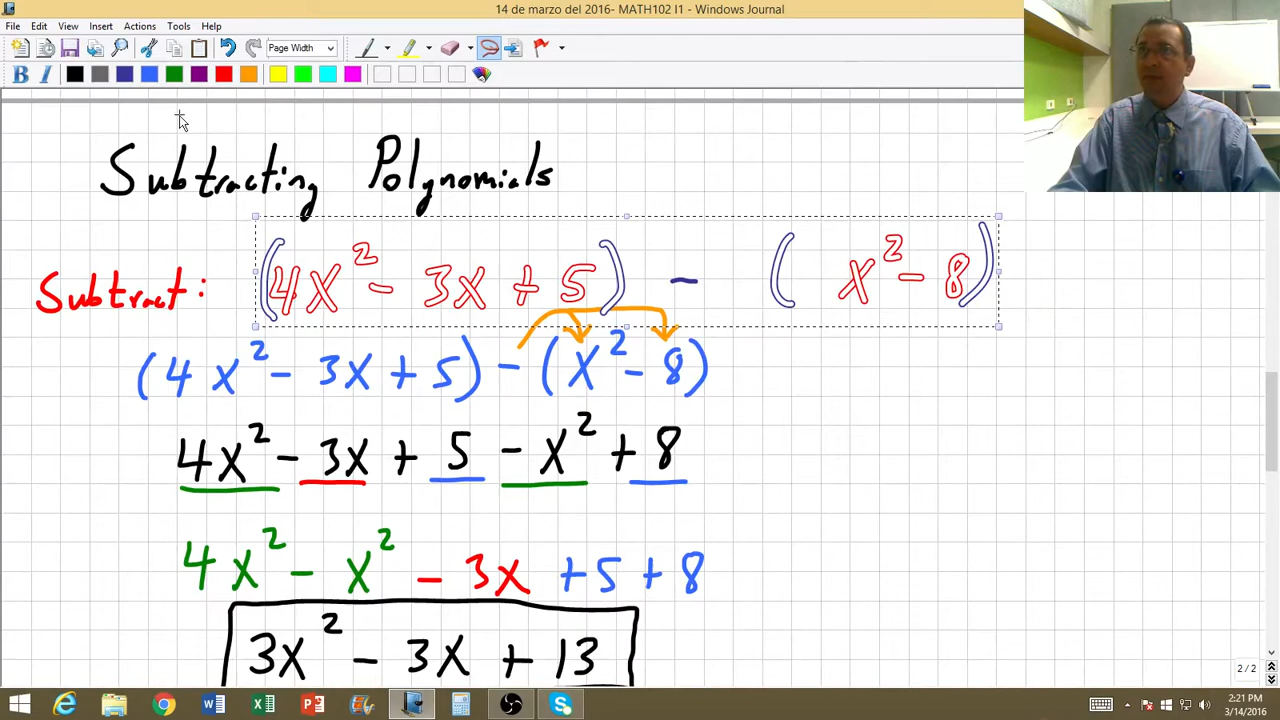 14 de marzo del 2016- MATH102 I1 - Windows Journal
File Edit View Insert Actions Tools Help
Page Width
B I
Subtracting Polynomials
Subtract: (4x² - 3x + 5) - ( x² - 8)
(4x² - 3x + 5) - (x² - 8)
4x² - 3x + 5 - x² + 8
4x² - x² - 3x + 5 + 8
3x² - 3x + 13
2 / 2
2:21 PM
3/14/2016